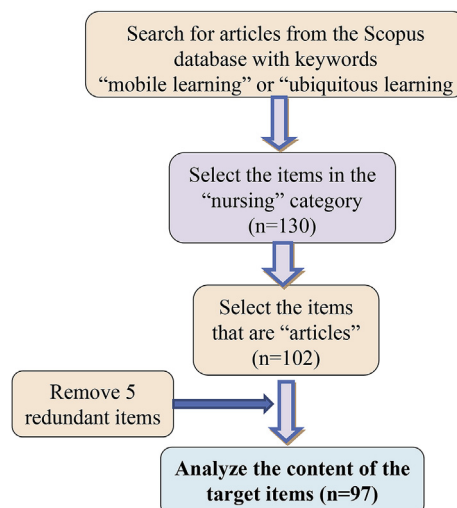 Search for articles from the Scopus
database with keywords
“mobile learning” or “ubiquitous learning
Select the items in the
“nursing” category
(n=130)
Select the items
that are “articles”
(n=102)
Remove 5
redundant items
Analyze the content of the
target items (n=97)